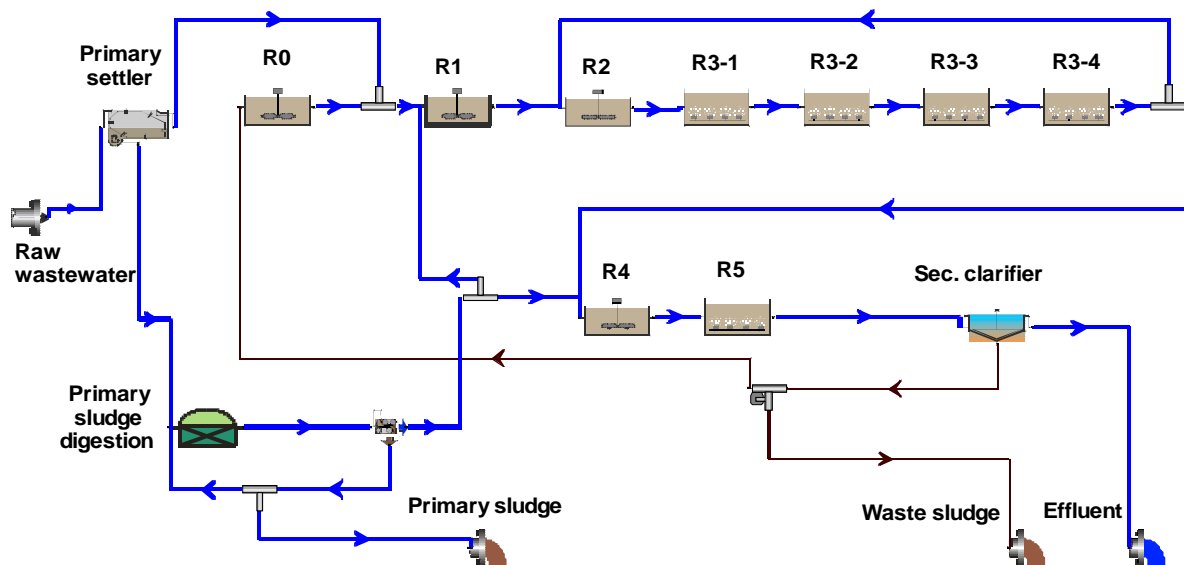 Primary
settler
R0
R1
R2
R3-1
R3-2
R3-3
R3-4
Raw
wastewater
R4
R5
Sec. clarifier
Primary
sludge
digestion
Primary sludge
Waste sludge
Effluent